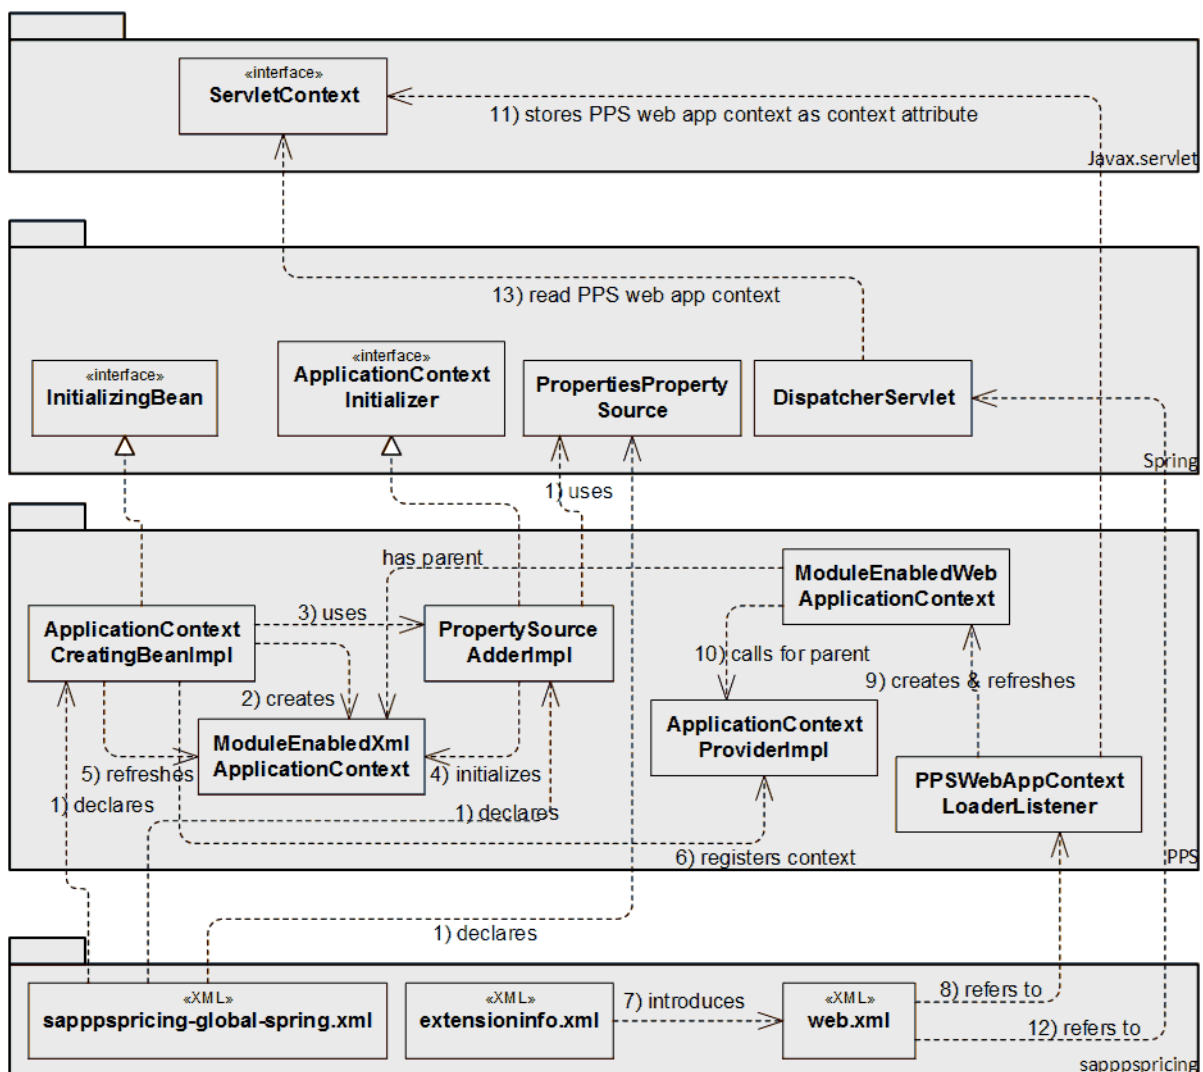 «interface»
ServletContext
11) stores PPS web app context as context attribute
Javax.servlet
13) read PPS web app context
«interface»
InitializingBean
«interface»
ApplicationContext
Initializer
PropertiesProperty
Source
DispatcherServlet
Spring
1) uses
has parent
ModuleEnabledWeb
ApplicationContext
ApplicationContext
CreatingBeanImpl
3) uses
PropertySource
AdderImpl
10) calls for parent
2) creates
9) creates & refreshes
ModuleEnabledXml
ApplicationContext
ApplicationContext
ProviderImpl
5) refreshes
4) initializes
PPSWebAppContext
LoaderListener
1) declares
1) declares
6) registers context
PPS
1) declares
«XML»
sapppspricing-global-spring.xml
«XML»
extensioninfo.xml
7) introduces
«XML»
web.xml
8) refers to
12) refers to
sapppspricing